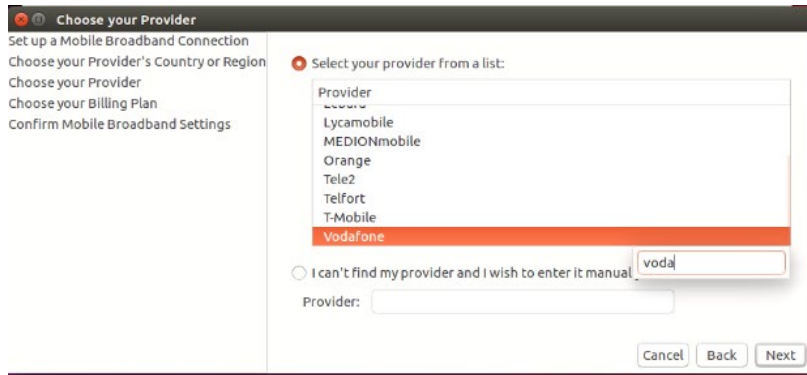 Choose your Provider
Set up a Mobile Broadband Connection
Choose your Provider's Country or Region
Choose your Provider
Choose your Billing Plan
Confirm Mobile Broadband Settings
Select your provider from a list:
Provider
Lycamobile
MEDIONmobile
Orange
Tele2
Telfort
T-Mobile
Vodafone
voda
I can't find my provider and I wish to enter it
Provider:
Cancel
Back
Next